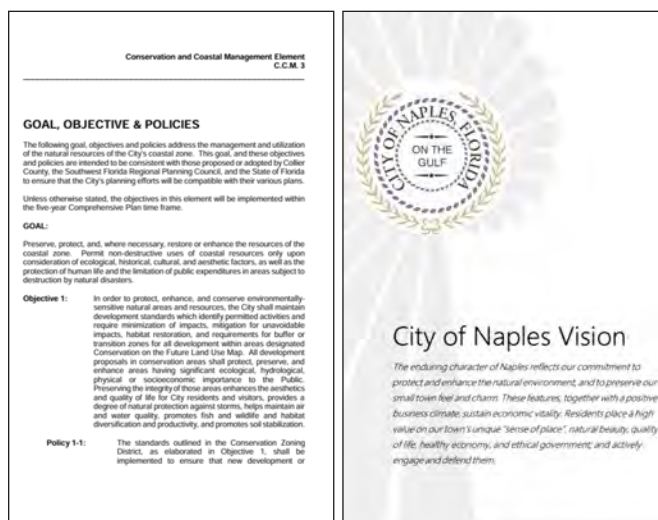 Conservation and Coastal Management Element
C.C.M. 3
GOAL, OBJECTIVE & POLICIES
The following goal, objectives and policies address the management and utilization
of the natural resources of the City's coastal zone. This goal, and these objectives
and policies are intended to be consistent with those proposed or adopted by Collier
County, the Southwest Florida Regional Planning Council, and the State of Florida
to ensure that the City's planning efforts will be compatible with their various plans.
Unless otherwise stated, the objectives in this element will be implemented within
the five-year Comprehensive Plan time frame.
GOAL:
Preserve, protect, and, where necessary, restore or enhance the resources of the
coastal zone. Permit non-destructive uses of coastal resources only upon
consideration of ecological, historical, cultural, and aesthetic factors, as well as the
protection of human life and the limitation of public expenditures in areas subject to
destruction by natural disasters.
Objective 1: In order to protect, enhance, and conserve environmentally-
sensitive natural areas and resources, the City shall maintain
development standards which identify permitted activities and
require minimization of impacts, mitigation for unavoidable
impacts, habitat restoration, and requirements for buffer or
transition zones for all development within areas designated
Conservation on the Future Land Use Map. All development
proposals in conservation areas shall protect, preserve, and
enhance areas having significant ecological, hydrological,
physical or socioeconomic importance to the Public.
Preserving the integrity of those areas enhances the aesthetics
and quality of life for City residents and visitors, provides a
degree of natural protection against storms, helps maintain air
and water quality, promotes fish and wildlife and habitat
diversification and productivity, and promotes soil stabilization.
Policy 1-1: The standards outlined in the Conservation Zoning
District, as elaborated in Objective 1, shall be
implemented to ensure that new development or
CITY OF NAPLES, FLORIDA
ON THE
GULF
City of Naples Vision
The enduring character of Naples reflects our commitment to
protect and enhance the natural environment, and to preserve our
small town feel and charm. These features, together with a positive
business climate, sustain economic vitality. Residents place a high
value on our town's unique "sense of place", natural beauty, quality
of life, healthy economy, and ethical government; and actively
engage and defend them.